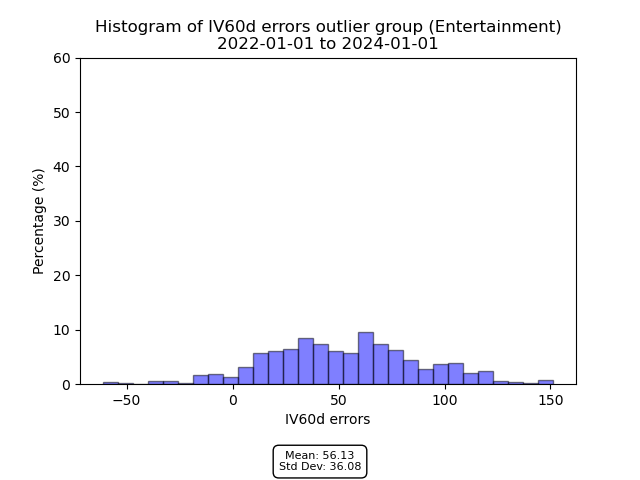 Histogram of IV60d errors outlier group (Entertainment)
2022-01-01 to 2024-01-01
60
50
40
30
20
10
0
Percentage (%)
−50 0 50 100 150
IV60d errors
Mean: 56.13
Std Dev: 36.08